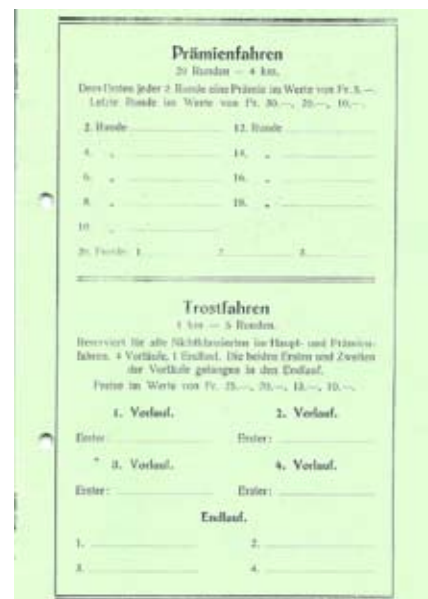 Prämienfahren
20 Runden — 4 km.
Dem Ersten jeder 2. Runde eine Prämie im Werte von Fr. 5.—.
Letzte Runde im Werte von Fr. 30.—, 20.—, 10.—.
2. Runde 12. Runde
4. „ 14. „
6. „ 16. „
8. „ 18. „
10. „
20. Runde: 1. 2. 3.
Trostfahren
1 km — 5 Runden.
Reserviert für alle Nichtklassierten im Haupt- und Prämien-
fahren. 4 Vorläufe, 1 Endlauf. Die beiden Ersten und Zweiten
der Vorläufe gelangen in den Endlauf.
Preise im Werte von Fr. 25.—, 20.—, 15.—, 10.—.
1. Vorlauf. 2. Vorlauf.
Erster: Erster:
3. Vorlauf. 4. Vorlauf.
Erster: Erster:
Endlauf.
1. 2.
3. 4.